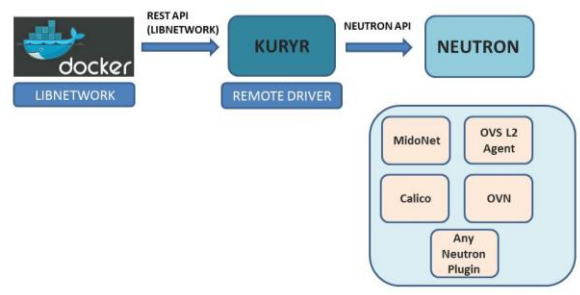 REST API
(LIBNETWORK)
NEUTRON API
docker
KURYR
NEUTRON
LIBNETWORK
REMOTE DRIVER
MidoNet
OVS L2
Agent
Calico
OVN
Any
Neutron
Plugin